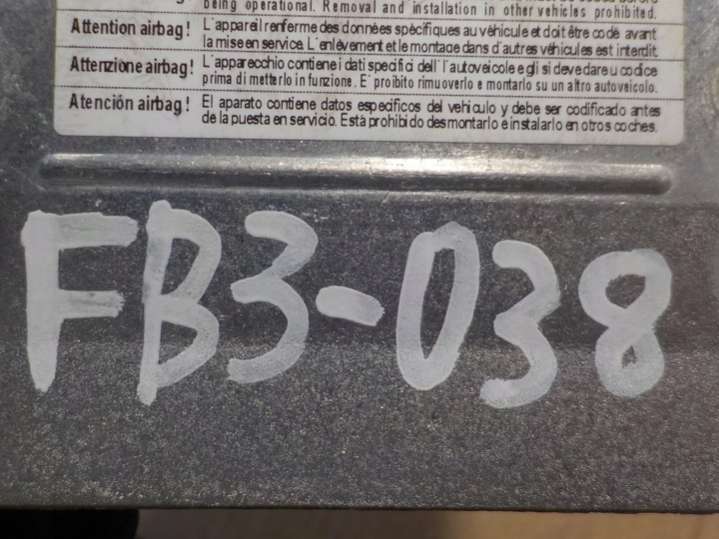 being operational. Removal and installation in other vehicles prohibited.
Attention airbag! L'appareil renferme des données spécifiques au véhicule et doit être codé avant
la mise en service. L'enlèvement et le montage dans d'autres véhicules est interdit.
Attenzione airbag! L'apparecchio contiene i dati specifici dell'l'autoveicole e gli si deve dare u codice
prima di metterlo in funzione. E' proibito rimuoverlo e montarlo su un altro autoveicolo.
Atención airbag! El aparato contiene datos especificos del vehiculo y debe ser codificado antes
de la puesta en servicio. Está prohibido desmontarlo e instalarlo en otros coches.
FB3-038